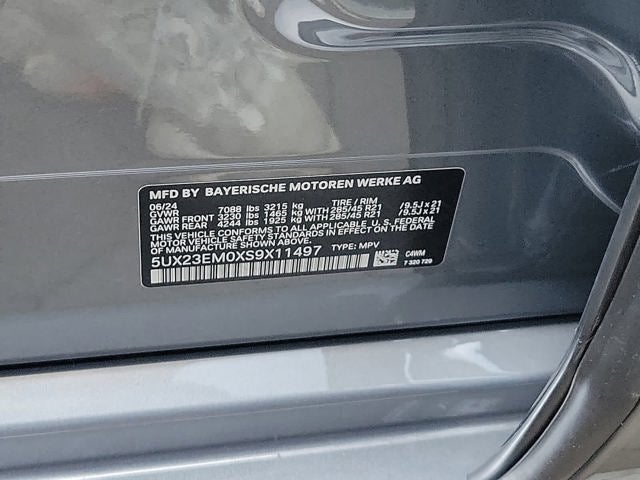 MFD BY BAYERISCHE MOTOREN WERKE AG
06/24 TIRE / RIM
GVWR 7088 lbs 3215 kg
GAWR FRONT 3230 lbs 1465 kg WITH 285/45 R21 /9.5J x 21
GAWR REAR 4244 lbs 1925 kg WITH 285/45 R21 /9.5J x 21
THIS VEHICLE CONFORMS TO ALL APPLICABLE U.S. FEDERAL
MOTOR VEHICLE SAFETY STANDARDS IN EFFECT ON THE
DATE OF MANUFACTURE SHOWN ABOVE.
5UX23EM0XS9X11497 TYPE: MPV
C4WM
7 320 729